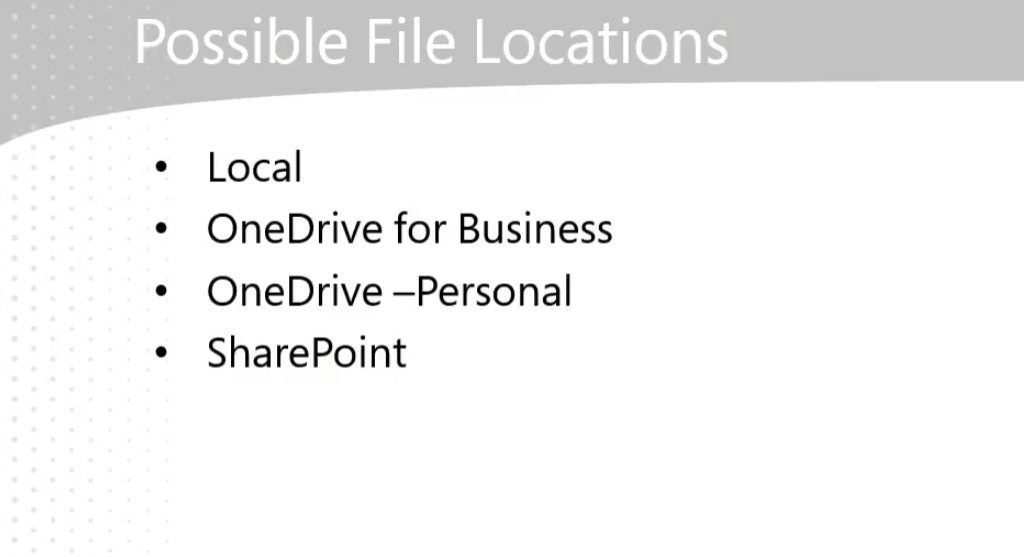 Possible File Locations
• Local
• OneDrive for Business
• OneDrive –Personal
• SharePoint